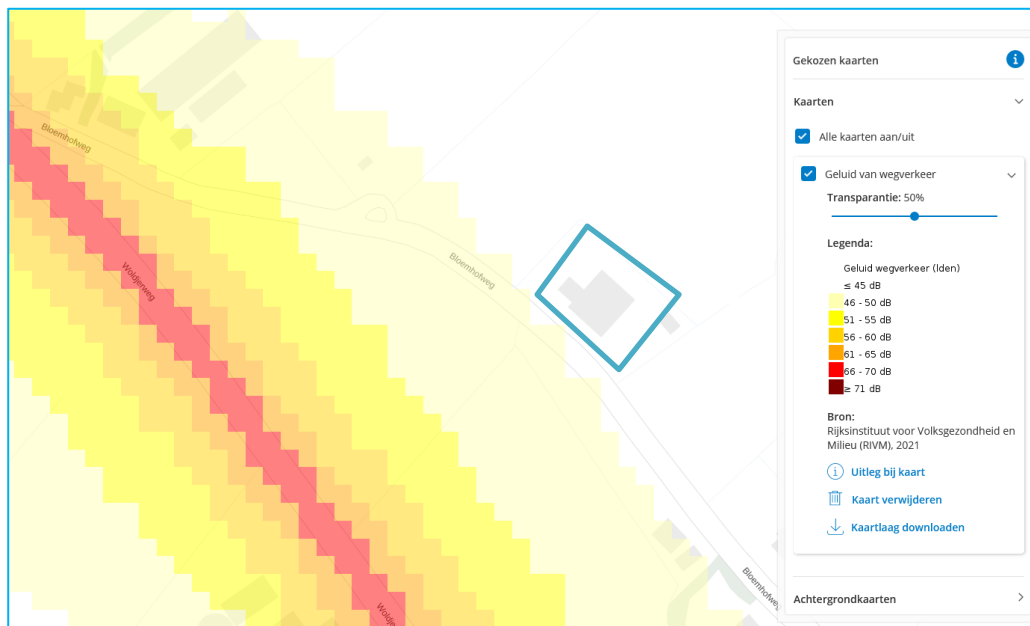 Bloemhofweg
Woldjerweg
Bloemhofweg
Bloemhofweg
Woldjerweg
Gekozen kaarten
Kaarten
Alle kaarten aan/uit
Geluid van wegverkeer
Transparantie: 50%
Legenda:
Geluid wegverkeer (lden)
≤ 45 dB
46 - 50 dB
51 - 55 dB
56 - 60 dB
61 - 65 dB
66 - 70 dB
≥ 71 dB
Bron:
Rijksinstituut voor Volksgezondheid en
Milieu (RIVM), 2021
Uitleg bij kaart
Kaart verwijderen
Kaartlaag downloaden
Achtergrondkaarten